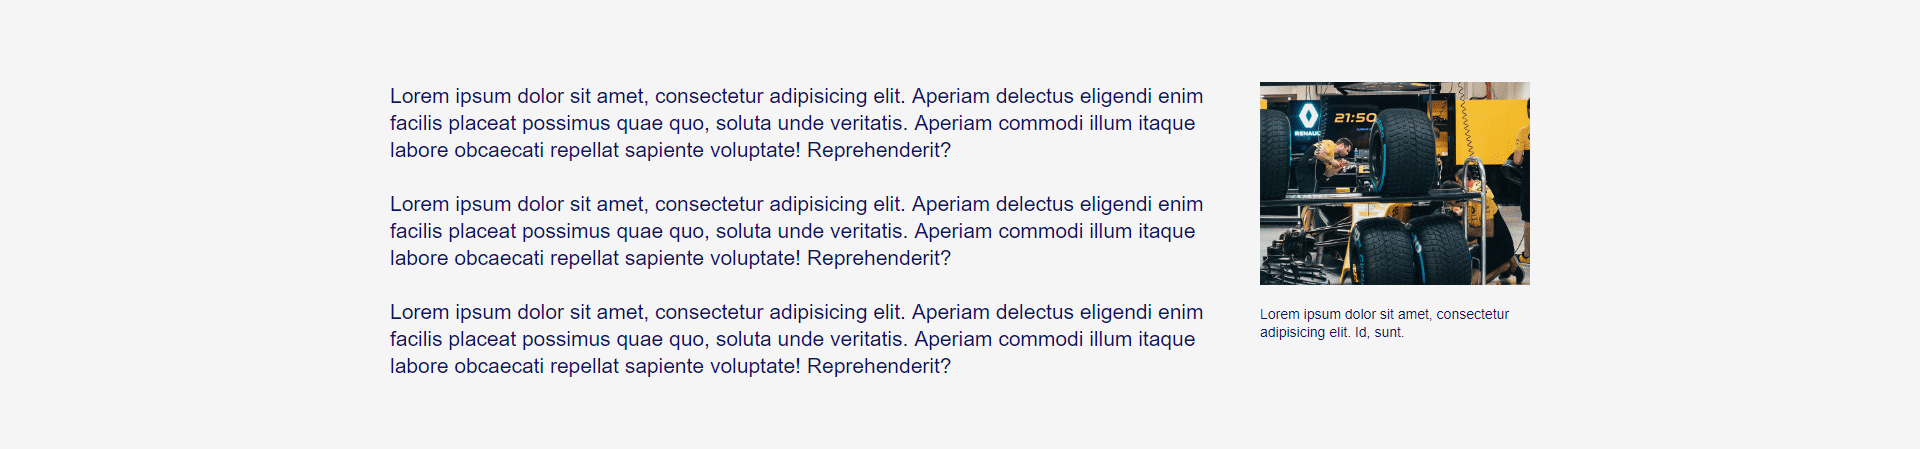 Lorem ipsum dolor sit amet, consectetur adipisicing elit. Aperiam delectus eligendi enim
facilis placeat possimus quae quo, soluta unde veritatis. Aperiam commodi illum itaque
labore obcaecati repellat sapiente voluptate! Reprehenderit?
Lorem ipsum dolor sit amet, consectetur adipisicing elit. Aperiam delectus eligendi enim
facilis placeat possimus quae quo, soluta unde veritatis. Aperiam commodi illum itaque
labore obcaecati repellat sapiente voluptate! Reprehenderit?
Lorem ipsum dolor sit amet, consectetur adipisicing elit. Aperiam delectus eligendi enim
facilis placeat possimus quae quo, soluta unde veritatis. Aperiam commodi illum itaque
labore obcaecati repellat sapiente voluptate! Reprehenderit?
21:50
RENAU
Lorem ipsum dolor sit amet, consectetur
adipisicing elit. Id, sunt.